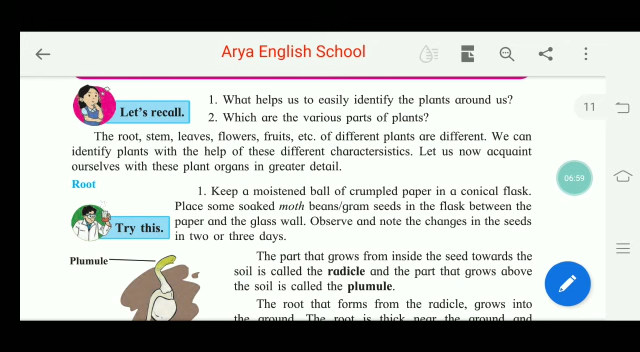 Arya English School
Let's recall.
1. What helps us to easily identify the plants around us?
2. Which are the various parts of plants?
11
The root, stem, leaves, flowers, fruits, etc. of different plants are different. We can
identify plants with the help of these different charactersistics. Let us now acquaint
ourselves with these plant organs in greater detail.
06:59
Root
Try this.
1. Keep a moistened ball of crumpled paper in a conical flask.
Place some soaked moth beans/gram seeds in the flask between the
paper and the glass wall. Observe and note the changes in the seeds
in two or three days.
Plumule
The part that grows from inside the seed towards the
soil is called the radicle and the part that grows above
the soil is called the plumule.
The root that forms from the radicle, grows into
the ground. The root is thick near the ground and